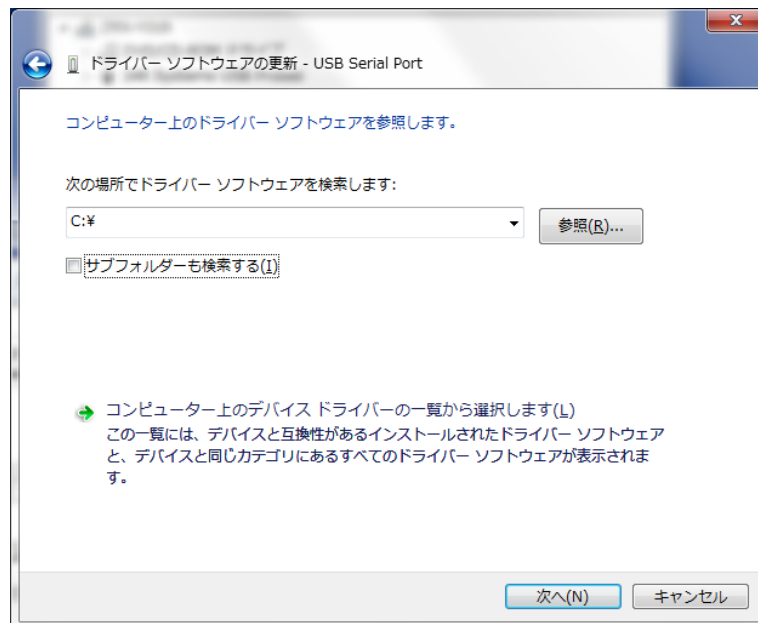 ドライバー ソフトウェアの更新 - USB Serial Port
コンピューター上のドライバー ソフトウェアを参照します。
次の場所でドライバー ソフトウェアを検索します:
C:¥
参照(R)...
サブフォルダーも検索する(I)
コンピューター上のデバイス ドライバーの一覧から選択します(L)
この一覧には、デバイスと互換性があるインストールされたドライバー ソフトウェア
と、デバイスと同じカテゴリにあるすべてのドライバー ソフトウェアが表示されま
す。
次へ(N)
キャンセル